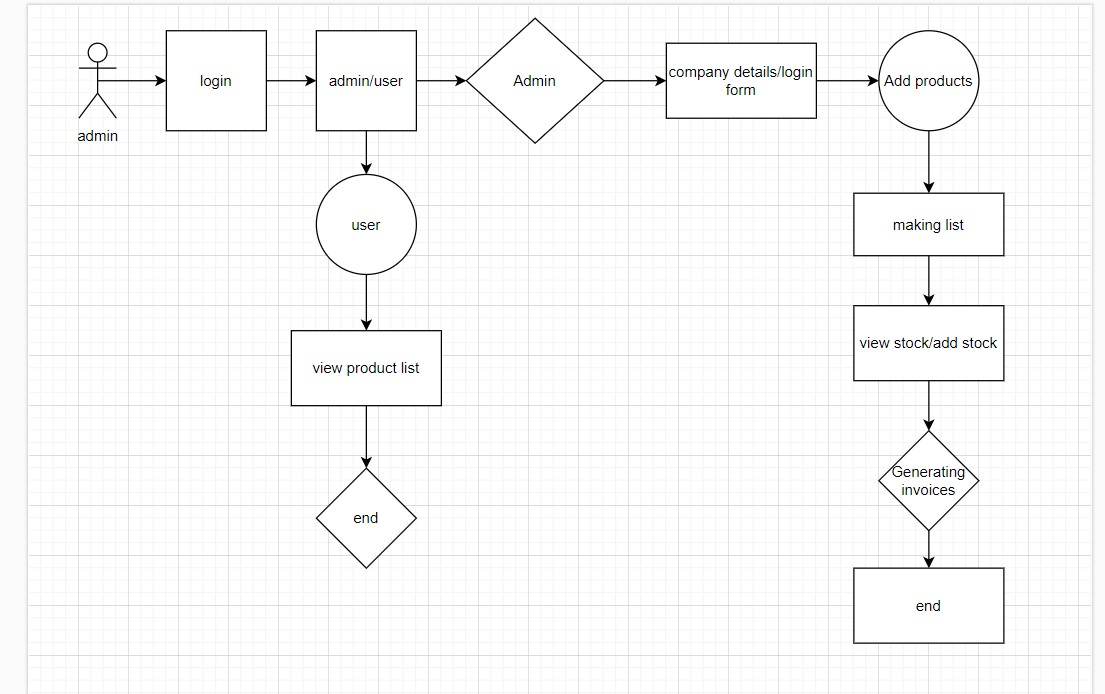 admin
login
admin/user
Admin
company details/login
form
Add products
user
making list
view product list
view stock/add stock
Generating
invoices
end
end